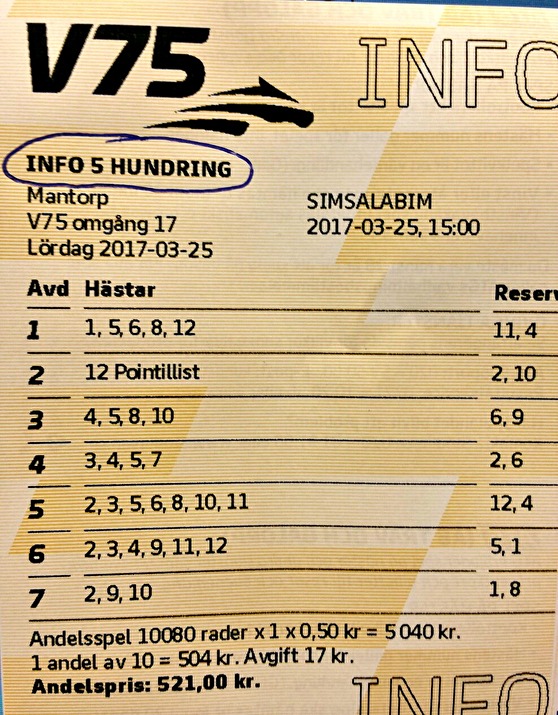 V75 INFO
INFO 5 HUNDRING
Mantorp SIMSALABIM
V75 omgång 17 2017-03-25, 15:00
Lördag 2017-03-25
Avd Hästar Reserv
1 1, 5, 6, 8, 12 11, 4
2 12 Pointillist 2, 10
3 4, 5, 8, 10 6, 9
4 3, 4, 5, 7 2, 6
5 2, 3, 5, 6, 8, 10, 11 12, 4
6 2, 3, 4, 9, 11, 12 5, 1
7 2, 9, 10 1, 8
Andelsspel 10080 rader x 1 x 0,50 kr = 5 040 kr.
1 andel av 10 = 504 kr. Avgift 17 kr.
Andelspris: 521,00 kr.
INFO